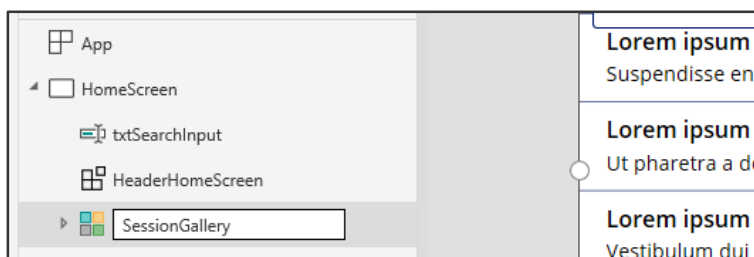 App
HomeScreen
txtSearchInput
HeaderHomeScreen
SessionGallery
Lorem ipsum
Suspendisse en
Lorem ipsum
Ut pharetra a
Lorem ipsum
Vestibulum dui